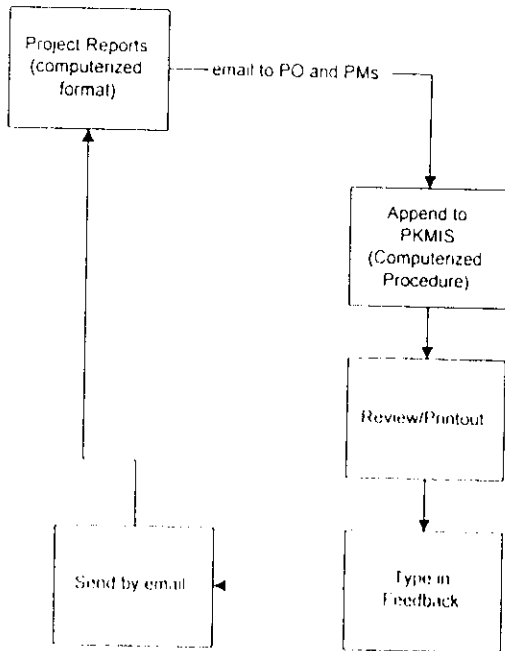 Project Reports
(computerized
format)
email to PO and PMs
Append to
PKMIS
(Computerized
Procedure)
Review/Printout
Type in
Feedback
Send by email